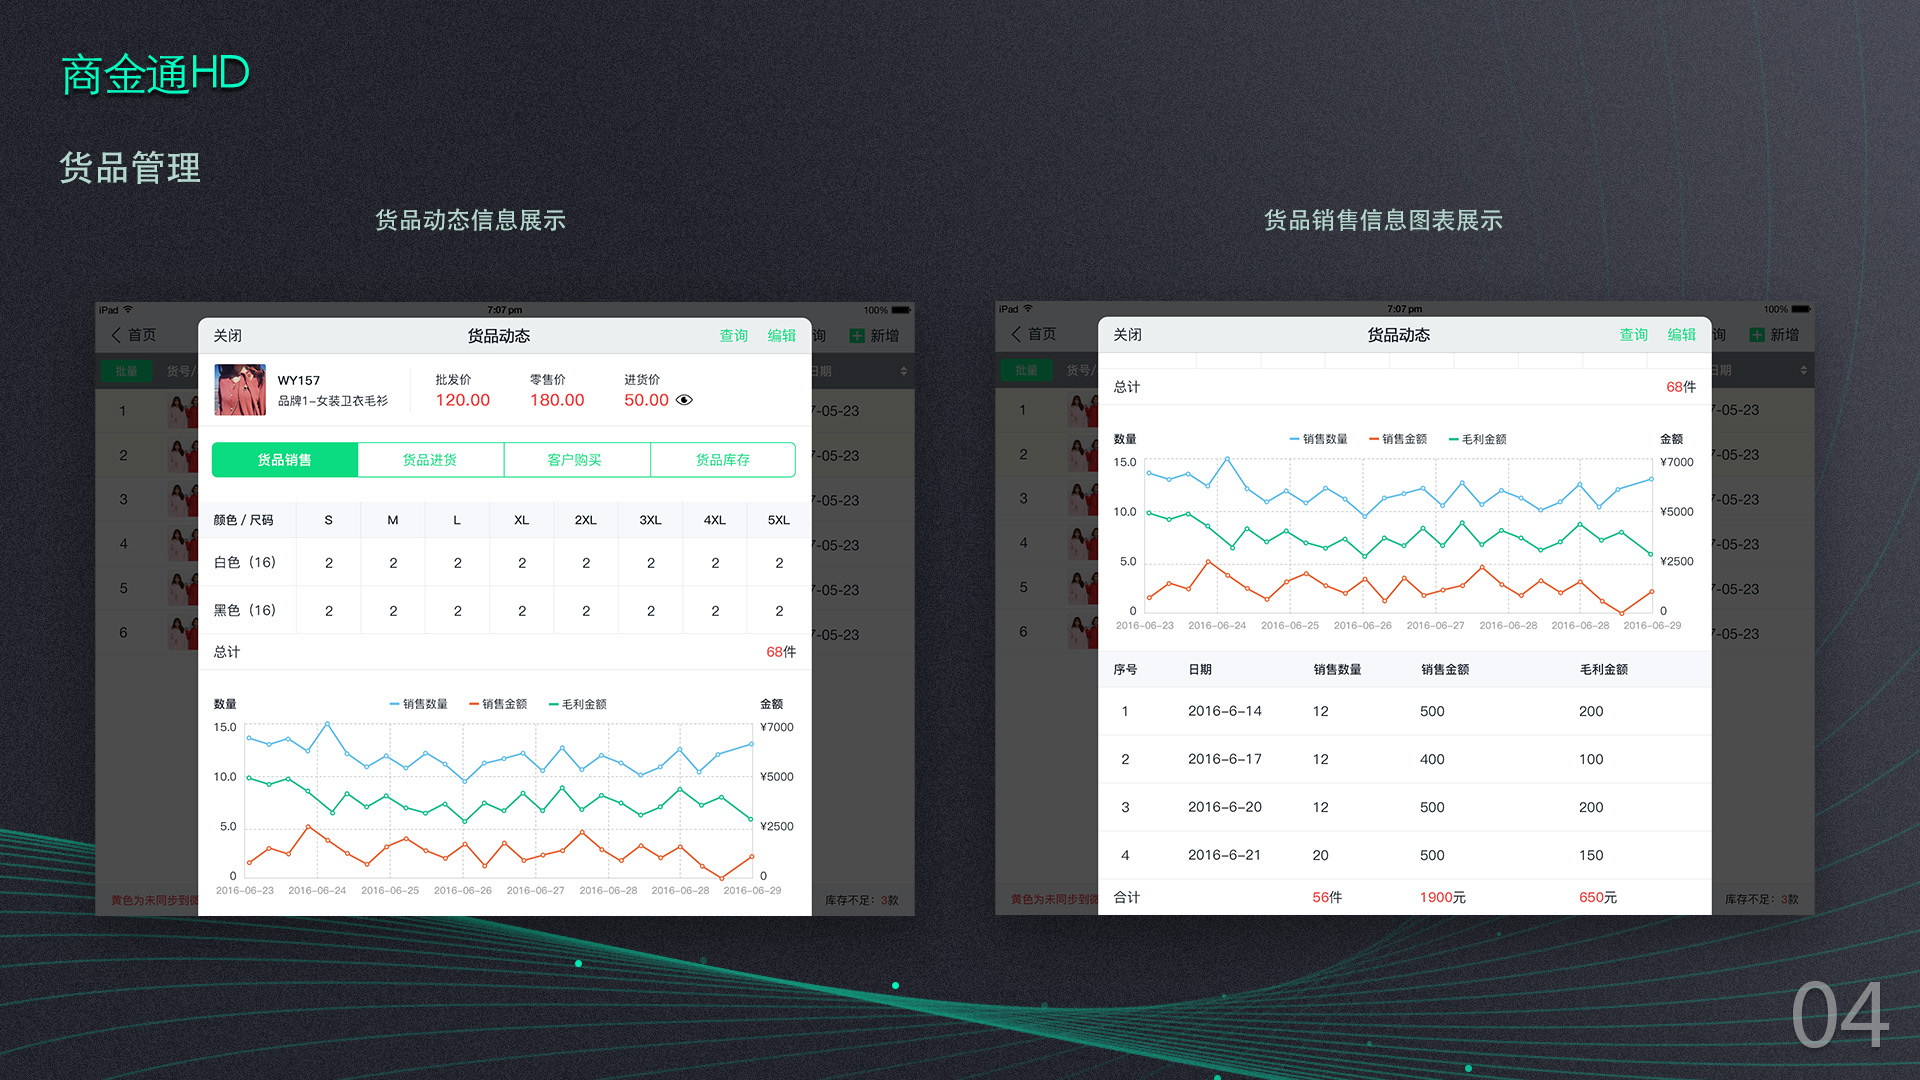 商金通HD
货品管理
货品动态信息展示
货品销售信息图表展示
iPad 7:07 pm 100%
首页 询 新增
批量 货号/ 日期
1 7-05-23
2 7-05-23
3 7-05-23
4 7-05-23
5 7-05-23
6 7-05-23
黄色为未同步到微 库存不足：3款
关闭 货品动态 查询 编辑
WY157
品牌1-女装卫衣毛衫
批发价 零售价 进货价
120.00 180.00 50.00
货品销售 货品进货 客户购买 货品库存
颜色 / 尺码 S M L XL 2XL 3XL 4XL 5XL
白色（16） 2 2 2 2 2 2 2 2
黑色（16） 2 2 2 2 2 2 2 2
总计 68件
数量 销售数量 销售金额 毛利金额 金额
15.0 ¥7000
10.0 ¥5000
5.0 ¥2500
0 0
2016-06-23 2016-06-24 2016-06-25 2016-06-26 2016-06-27 2016-06-28 2016-06-28 2016-06-29
iPad 7:07 pm 100%
首页 询 新增
批量 货号/ 日期
1 7-05-23
2 7-05-23
3 7-05-23
4 7-05-23
5 7-05-23
6 7-05-23
黄色为未同步到微 库存不足：3款
关闭 货品动态 查询 编辑
总计 68件
数量 销售数量 销售金额 毛利金额 金额
15.0 ¥7000
10.0 ¥5000
5.0 ¥2500
0 0
2016-06-23 2016-06-24 2016-06-25 2016-06-26 2016-06-27 2016-06-28 2016-06-28 2016-06-29
序号 日期 销售数量 销售金额 毛利金额
1 2016-6-14 12 500 200
2 2016-6-17 12 400 100
3 2016-6-20 12 500 200
4 2016-6-21 20 500 150
合计 56件 1900元 650元
04